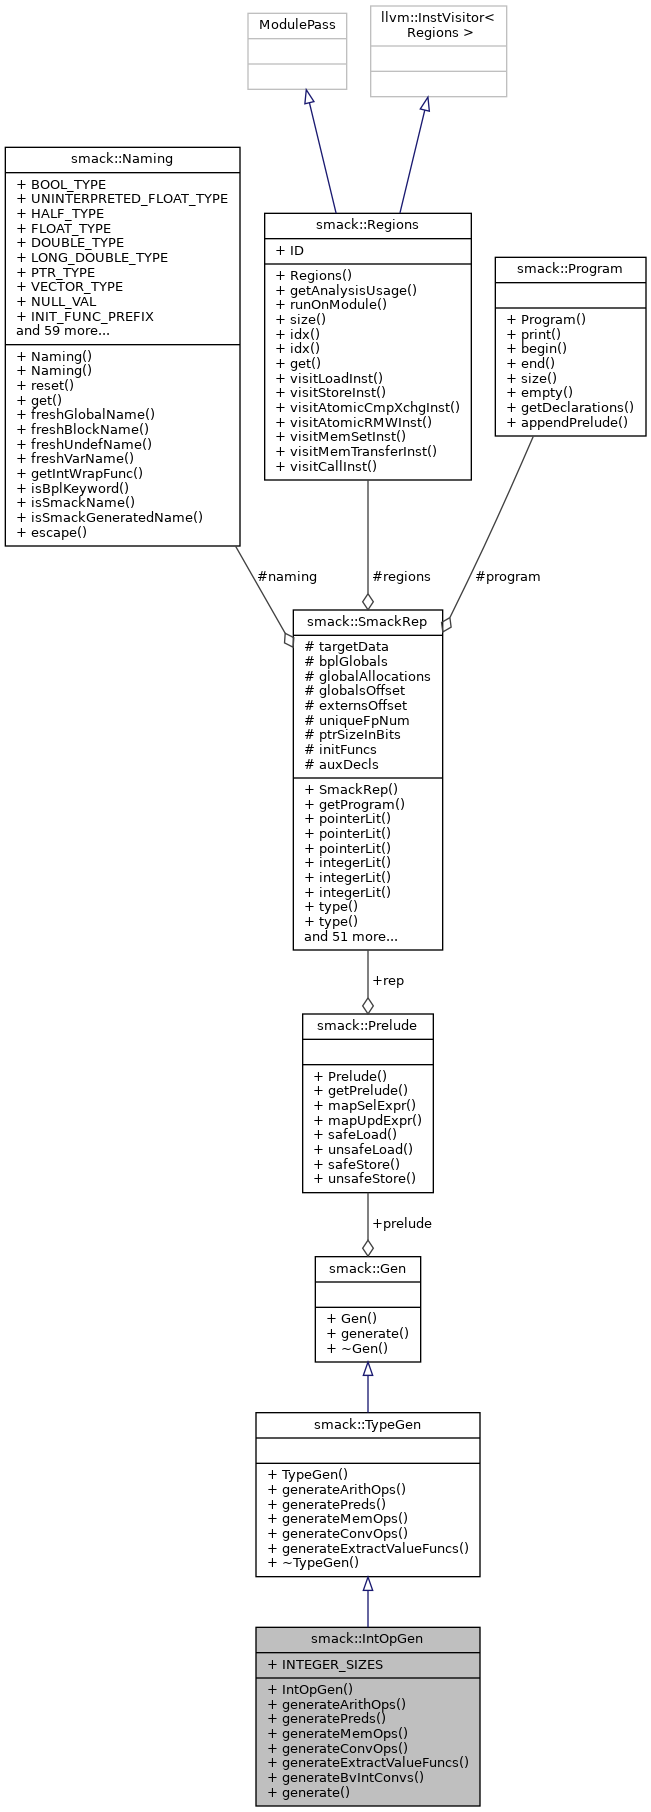 ModulePass
llvm::InstVisitor<
Regions >
smack::Naming
+ BOOL_TYPE
+ UNINTERPRETED_FLOAT_TYPE
+ HALF_TYPE
+ FLOAT_TYPE
+ DOUBLE_TYPE
+ LONG_DOUBLE_TYPE
+ PTR_TYPE
+ VECTOR_TYPE
+ NULL_VAL
+ INIT_FUNC_PREFIX
and 59 more...
+ Naming()
+ Naming()
+ reset()
+ get()
+ freshGlobalName()
+ freshBlockName()
+ freshUndefName()
+ freshVarName()
+ getIntWrapFunc()
+ isBplKeyword()
+ isSmackName()
+ isSmackGeneratedName()
+ escape()
smack::Regions
+ ID
+ Regions()
+ getAnalysisUsage()
+ runOnModule()
+ size()
+ idx()
+ idx()
+ get()
+ visitLoadInst()
+ visitStoreInst()
+ visitAtomicCmpXchgInst()
+ visitAtomicRMWInst()
+ visitMemSetInst()
+ visitMemTransferInst()
+ visitCallInst()
smack::Program
+ Program()
+ print()
+ begin()
+ end()
+ size()
+ empty()
+ getDeclarations()
+ appendPrelude()
#naming
#regions
#program
smack::SmackRep
# targetData
# bplGlobals
# globalAllocations
# globalsOffset
# externsOffset
# uniqueFpNum
# ptrSizeInBits
# initFuncs
# auxDecls
+ SmackRep()
+ getProgram()
+ pointerLit()
+ pointerLit()
+ pointerLit()
+ integerLit()
+ integerLit()
+ integerLit()
+ type()
+ type()
and 51 more...
+rep
smack::Prelude
+ Prelude()
+ getPrelude()
+ mapSelExpr()
+ mapUpdExpr()
+ safeLoad()
+ unsafeLoad()
+ safeStore()
+ unsafeStore()
+prelude
smack::Gen
+ Gen()
+ generate()
+ ~Gen()
smack::TypeGen
+ TypeGen()
+ generateArithOps()
+ generatePreds()
+ generateMemOps()
+ generateConvOps()
+ generateExtractValueFuncs()
+ ~TypeGen()
smack::IntOpGen
+ INTEGER_SIZES
+ IntOpGen()
+ generateArithOps()
+ generatePreds()
+ generateMemOps()
+ generateConvOps()
+ generateExtractValueFuncs()
+ generateBvIntConvs()
+ generate()